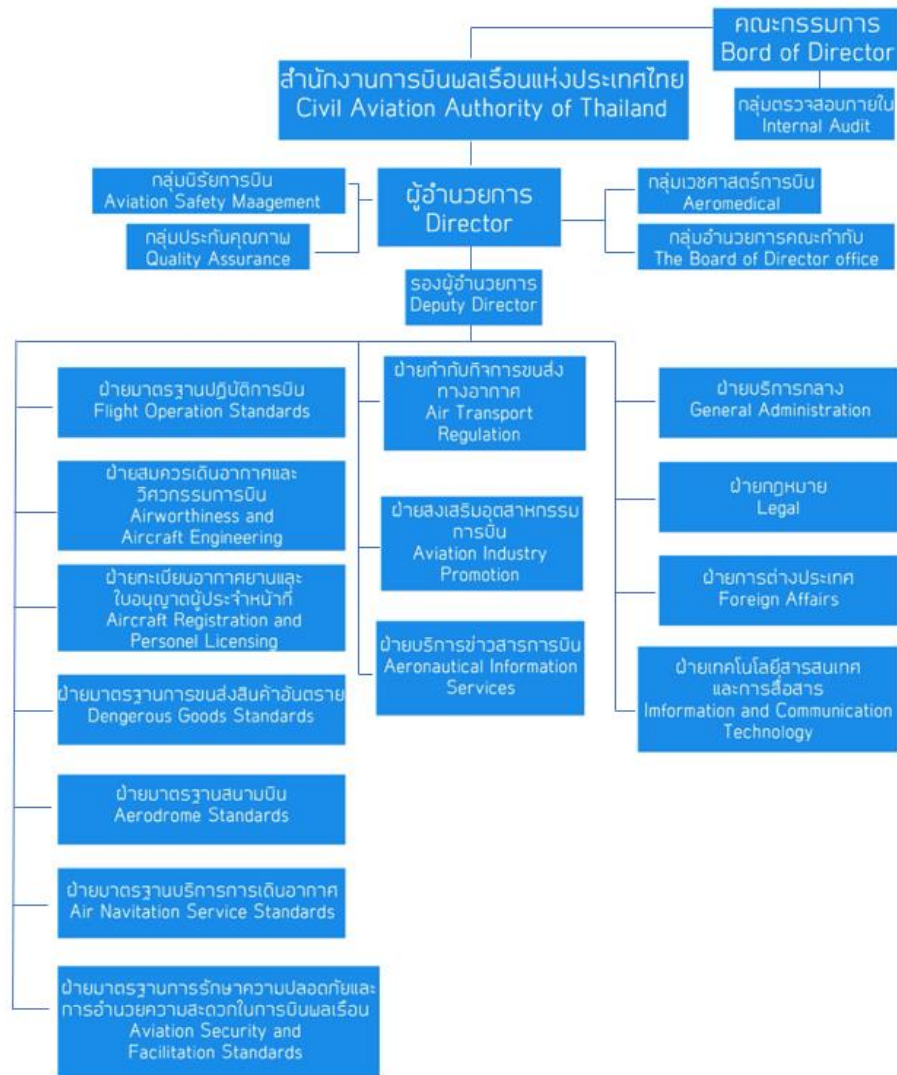 คณะกรรมการ
Bord of Director
สำนักงานการบินพลเรือนแห่งประเทศไทย
Civil Aviation Authority of Thailand
กลุ่มตรวจสอบภายใน
Internal Audit
กลุ่มนิรภัยการบิน
Aviation Safety Maagement
ผู้อำนวยการ
Director
กลุ่มเวชศาสตร์การบิน
Aeromedical
กลุ่มประกันคุณภาพ
Quality Assurance
กลุ่มอำนวยการคณะกำกับ
The Board of Director office
รองผู้อำนวยการ
Deputy Director
ฝ่ายมาตรฐานปฏิบัติการบิน
Flight Operation Standards
ฝ่ายสมควรเดินอากาศและ
วิศวกรรมการบิน
Airworthiness and
Aircraft Engineering
ฝ่ายทะเบียนอากาศยานและ
ใบอนุญาตผู้ประจำหน้าที่
Aircraft Registration and
Personel Licensing
ฝ่ายมาตรฐานการขนส่งสินค้าอันตราย
Dengerous Goods Standards
ฝ่ายมาตรฐานสนามบิน
Aerodrome Standards
ฝ่ายมาตรฐานบริการการเดินอากาศ
Air Navitation Service Standards
ฝ่ายมาตรฐานการรักษาความปลอดภัยและ
การอำนวยความสะดวกในการบินพลเรือน
Aviation Security and
Facilitation Standards
ฝ่ายกำกับกิจการขนส่ง
ทางอากาศ
Air Transport
Regulation
ฝ่ายส่งเสริมอุตสาหกรรม
การบิน
Aviation Industry
Promotion
ฝ่ายบริการข่าวสารการบิน
Aeronautical Information
Services
ฝ่ายบริการกลาง
General Administration
ฝ่ายกฎหมาย
Legal
ฝ่ายการต่างประเทศ
Foreign Affairs
ฝ่ายเทคโนโลยีสารสนเทศ
และการสื่อสาร
Imformation and Communication
Technology